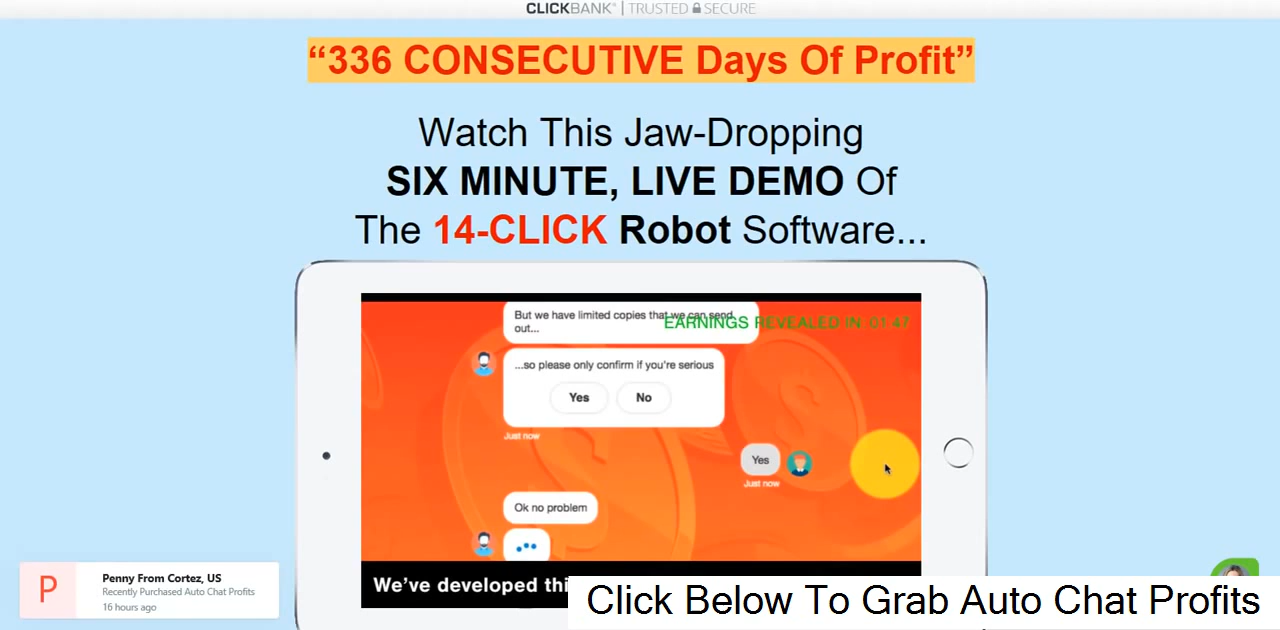 CLICKBANK® | TRUSTED SECURE
“336 CONSECUTIVE Days Of Profit”
Watch This Jaw-Dropping
SIX MINUTE, LIVE DEMO Of
The 14-CLICK Robot Software...
But we have limited copies that we can send
out...
EARNINGS REVEALED IN 01:47
...so please only confirm if you're serious
Yes No
Just now
Yes
Just now
Ok no problem
We’ve developed thi
Penny From Cortez, US
P
Recently Purchased Auto Chat Profits
16 hours ago
Click Below To Grab Auto Chat Profits